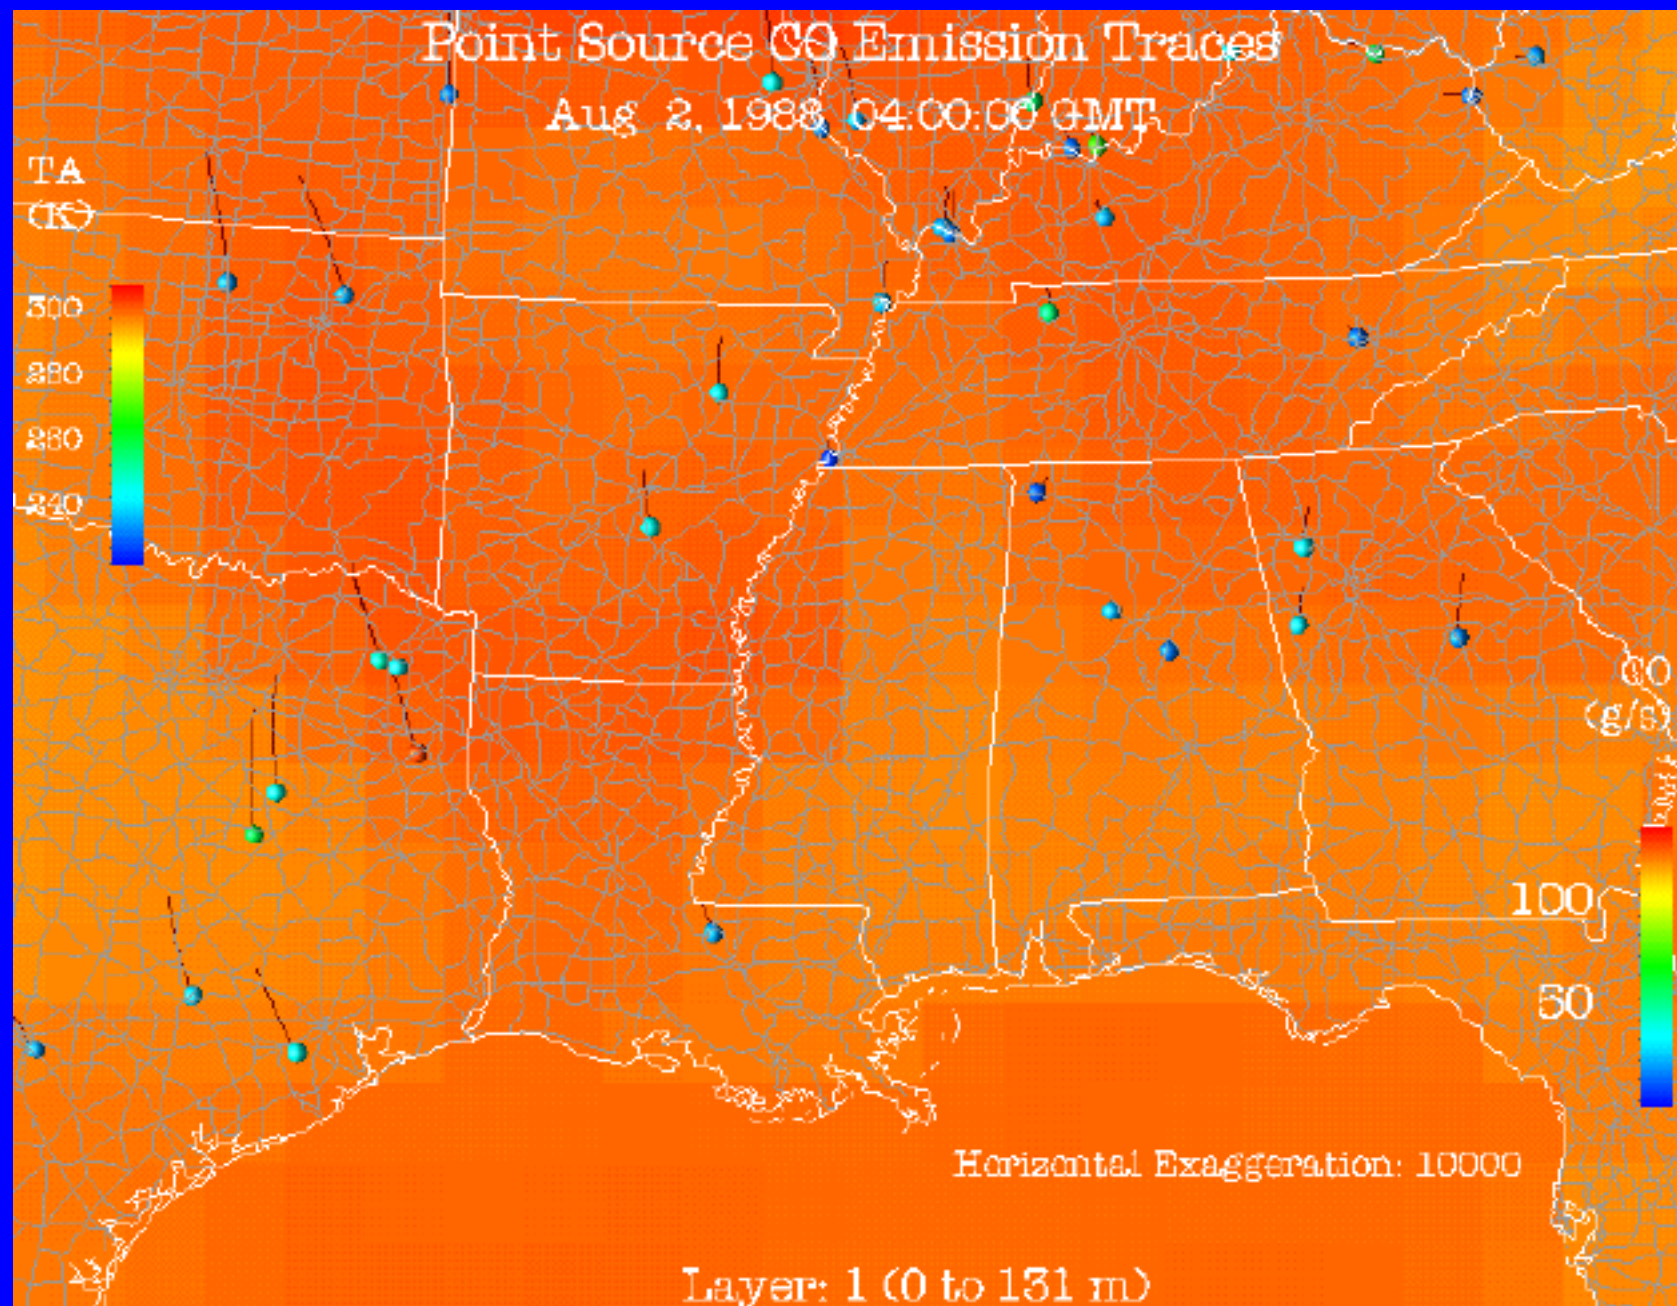 Point Source CO Emission Traces
Aug 2, 1988, 04:00:00 GMT
TA
(K)
300
280
260
240
CO
(g/s)
100
50
Horizontal Exaggeration: 10000
Layer: 1 (0 to 131 m)